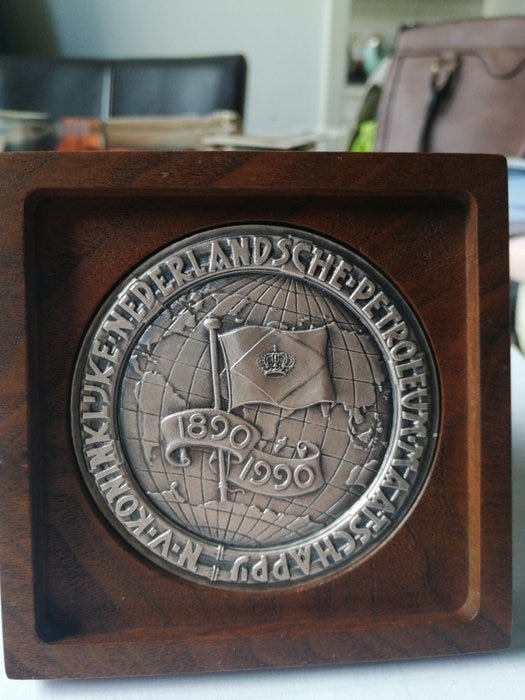 N.V. KONINKLIJKE·NEDERLANDSCHE·PETROLEUM·MAATSCHAPPIJ
1890
1990